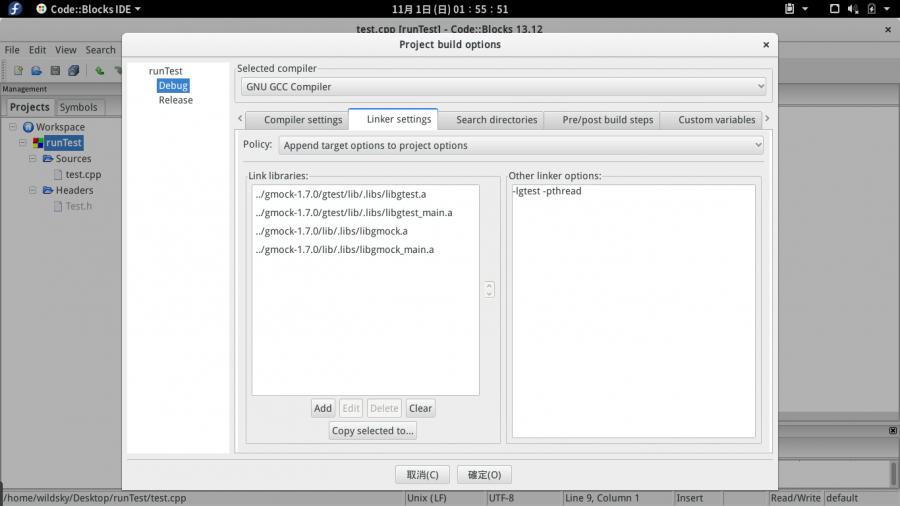 Code::Blocks IDE
11月 1日 (日) 01：55：51
test.cpp [runTest] - Code::Blocks 13.12
File Edit View Search
Management
Projects Symbols
Workspace
runTest
Sources
test.cpp
Headers
Test.h
Project build options
runTest
Debug
Release
Selected compiler
GNU GCC Compiler
Compiler settings Linker settings Search directories Pre/post build steps Custom variables
Policy: Append target options to project options
Link libraries:
../gmock-1.7.0/gtest/lib/.libs/libgtest.a
../gmock-1.7.0/gtest/lib/.libs/libgtest_main.a
../gmock-1.7.0/lib/.libs/libgmock.a
../gmock-1.7.0/lib/.libs/libgmock_main.a
Add Edit Delete Clear
Copy selected to...
Other linker options:
-lgtest -pthread
取消(C) 確定(O)
/home/wildsky/Desktop/runTest/test.cpp Unix (LF) UTF-8 Line 9, Column 1 Insert Read/Write default